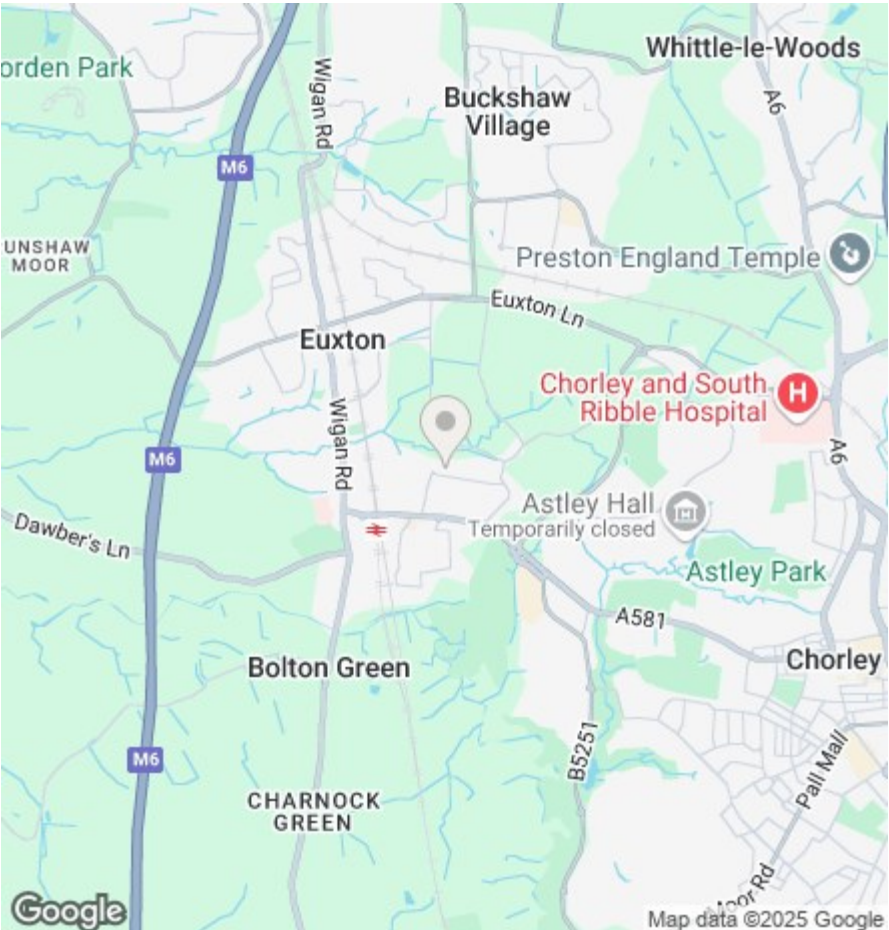 Whittle-le-Woods
orden Park
Wigan Rd
Buckshaw
Village
A6
M6
UNSHAW
MOOR
Preston England Temple
Euxton Ln
Euxton
Chorley and South
Ribble Hospital
H
Wigan Rd
A6
M6
Astley Hall
Temporarily closed
Dawber's Ln
Astley Park
A581
Chorley
Bolton Green
B5251
M6
Pall Mall
CHARNOCK
GREEN
Moor Rd
Google
Map data ©2025 Google